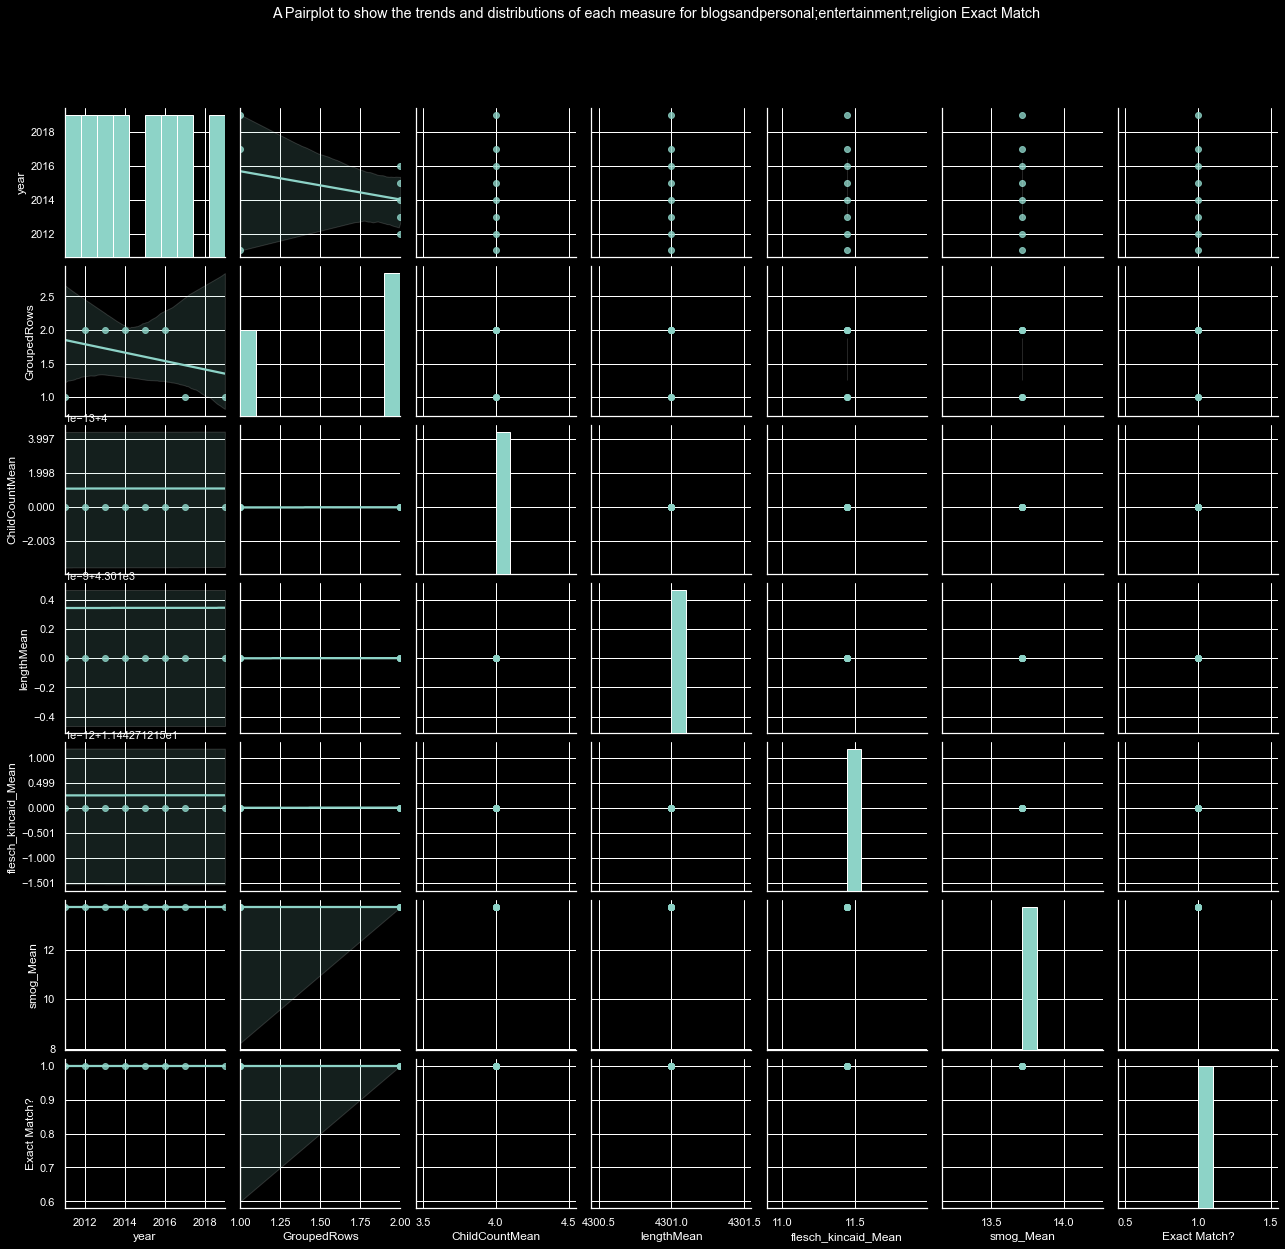 A Pairplot to show the trends and distributions of each measure for blogsandpersonal;entertainment;religion Exact Match
2018
2016
2014
2012
year
2.5
2.0
1.5
1.0
GroupedRows
1e−13+4
3.997
1.998
0.000
−2.003
ChildCountMean
1e−9+4.301e3
0.4
0.2
0.0
−0.2
−0.4
lengthMean
1e−12+1.144271215e1
1.000
0.499
0.000
−0.501
−1.000
−1.501
flesch_kincaid_Mean
12
10
8
smog_Mean
1.0
0.9
0.8
0.7
0.6
Exact Match?
2012 2014 2016 2018 1.00 1.25 1.50 1.75 2.00 3.5 4.0 4.5 4300.5 4301.0 4301.5 11.0 11.5 13.5 14.0 0.5 1.0 1.5
year GroupedRows ChildCountMean lengthMean flesch_kincaid_Mean smog_Mean Exact Match?